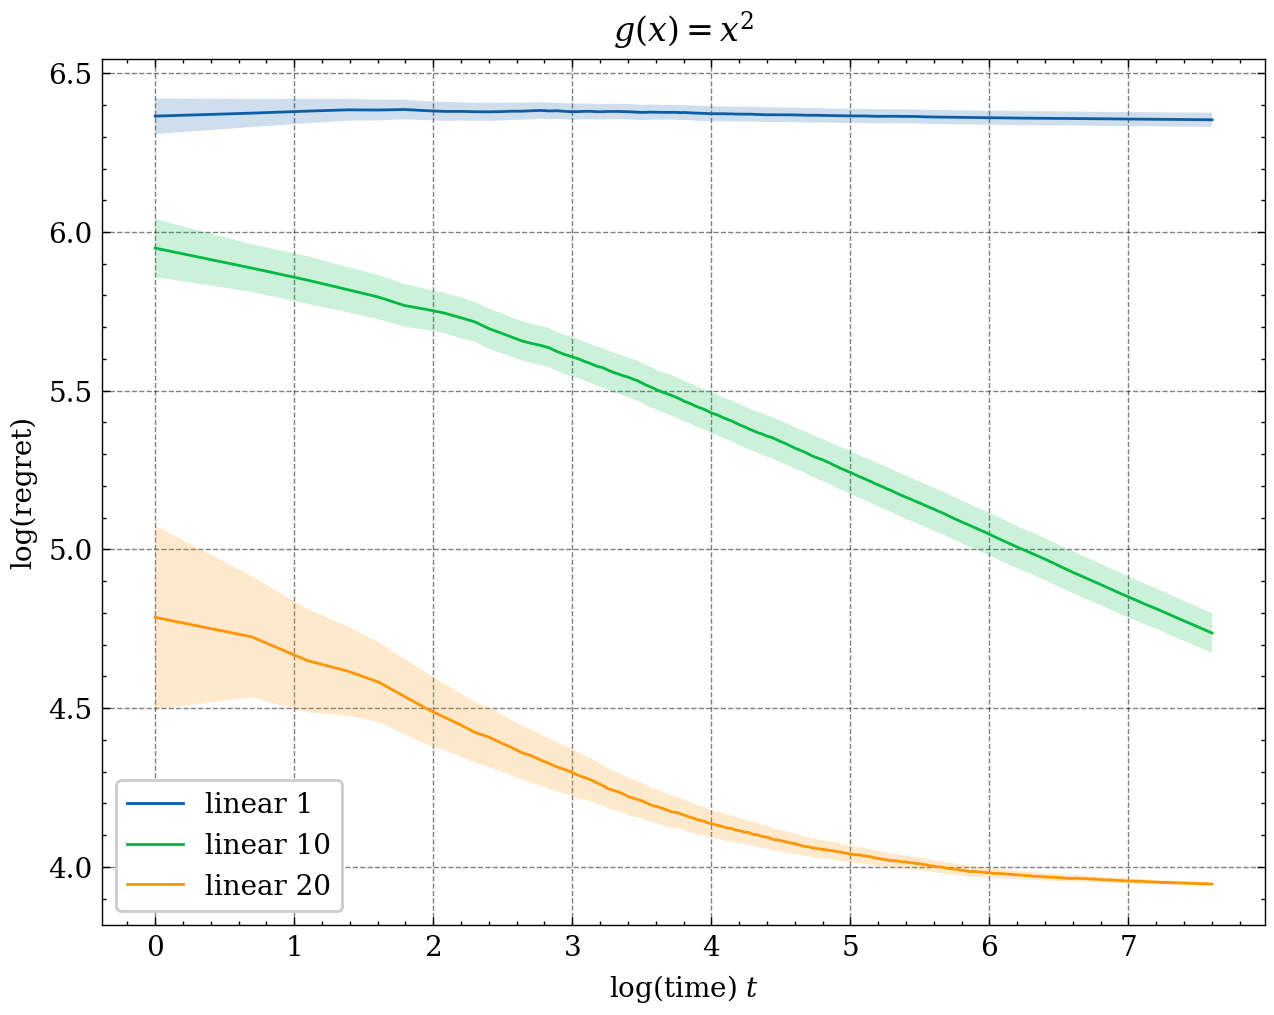 g(x) = x²
6.5
6.0
5.5
5.0
4.5
4.0
log(regret)
linear 1
linear 10
linear 20
0 1 2 3 4 5 6 7
log(time) t